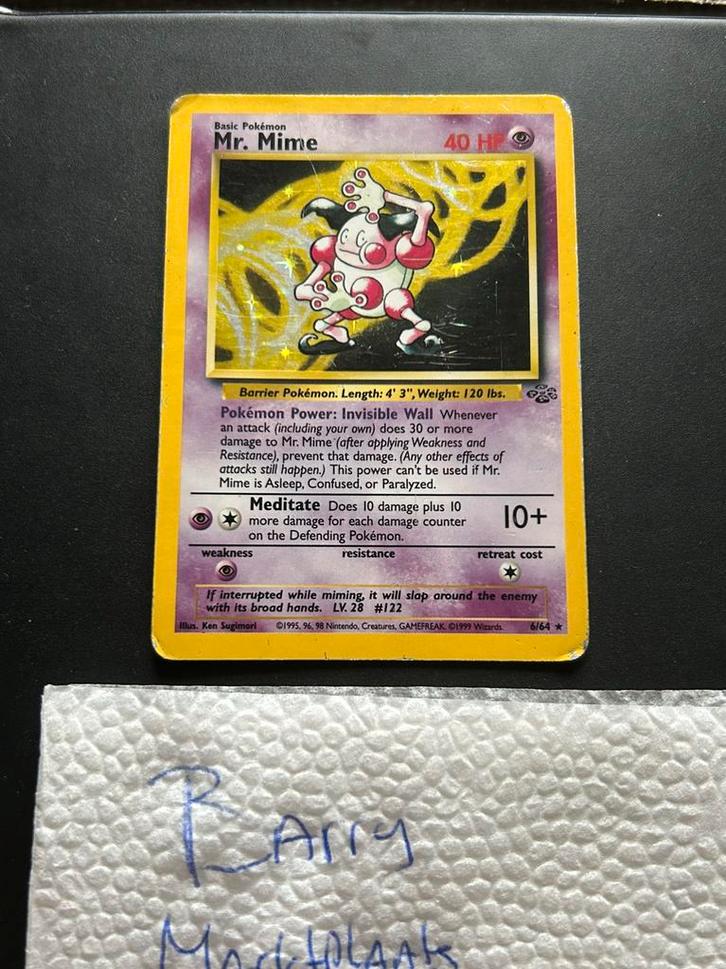 Basic Pokémon
Mr. Mime 40 HP
Barrier Pokémon. Length: 4' 3", Weight: 120 lbs.
Pokémon Power: Invisible Wall Whenever
an attack (including your own) does 30 or more
damage to Mr. Mime (after applying Weakness and
Resistance), prevent that damage. (Any other effects of
attacks still happen.) This power can't be used if Mr.
Mime is Asleep, Confused, or Paralyzed.
Meditate Does 10 damage plus 10
more damage for each damage counter
on the Defending Pokémon.
10+
weakness resistance retreat cost
If interrupted while miming, it will slap around the enemy
with its broad hands. LV. 28 #122
Illus. Ken Sugimori ©1995, 96, 98 Nintendo, Creatures, GAMEFREAK. ©1999 Wizards. 6/64 ★
Barry
Marktplaats